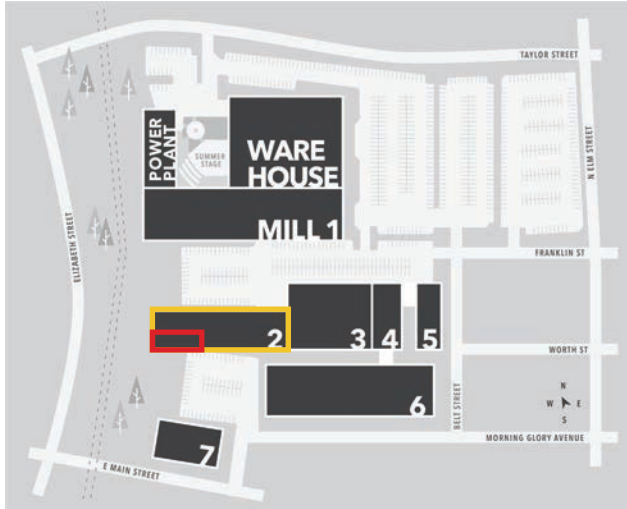 TAYLOR STREET
N ELM STREET
POWER
PLANT
SUMMER
STAGE
WARE
HOUSE
MILL 1
ELIZABETH STREET
FRANKLIN ST
2
3
4
5
WORTH ST
BELT STREET
6
N
W E
S
MORNING GLORY AVENUE
7
E MAIN STREET